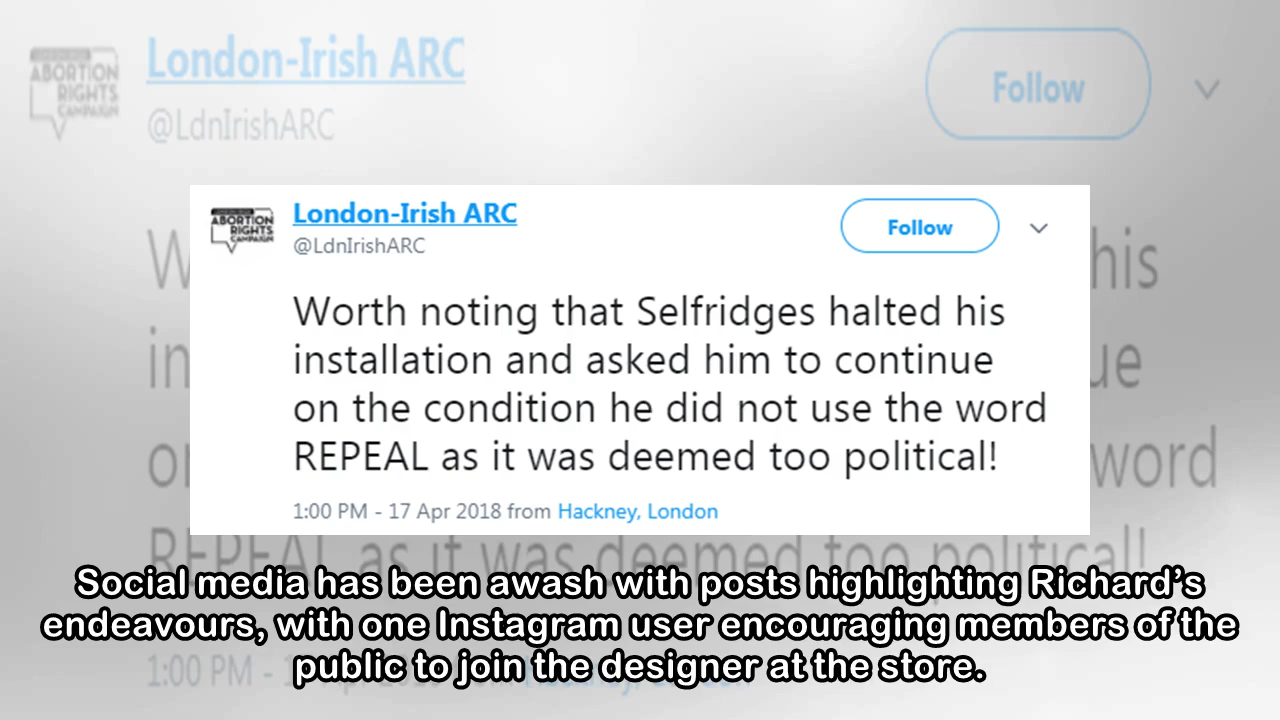 London-Irish ARC
@LdnIrishARC
Follow
ABORTION
RIGHTS
CAMPAIGN
London-Irish ARC
@LdnIrishARC
Follow
ABORTION
RIGHTS
CAMPAIGN
Worth noting that Selfridges halted his
installation and asked him to continue
on the condition he did not use the word
REPEAL as it was deemed too political!
1:00 PM - 17 Apr 2018 from Hackney, London
Social media has been awash with posts highlighting Richard's
endeavours, with one Instagram user encouraging members of the
public to join the designer at the store.